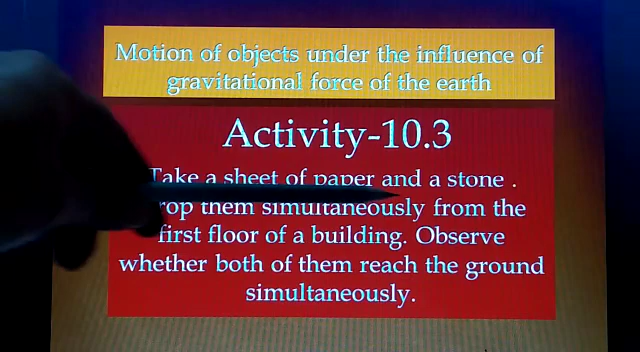 Motion of objects under the influence of
gravitational force of the earth
Activity-10.3
Take a sheet of paper and a stone .
rop them simultaneously from the
first floor of a building. Observe
whether both of them reach the ground
simultaneously.